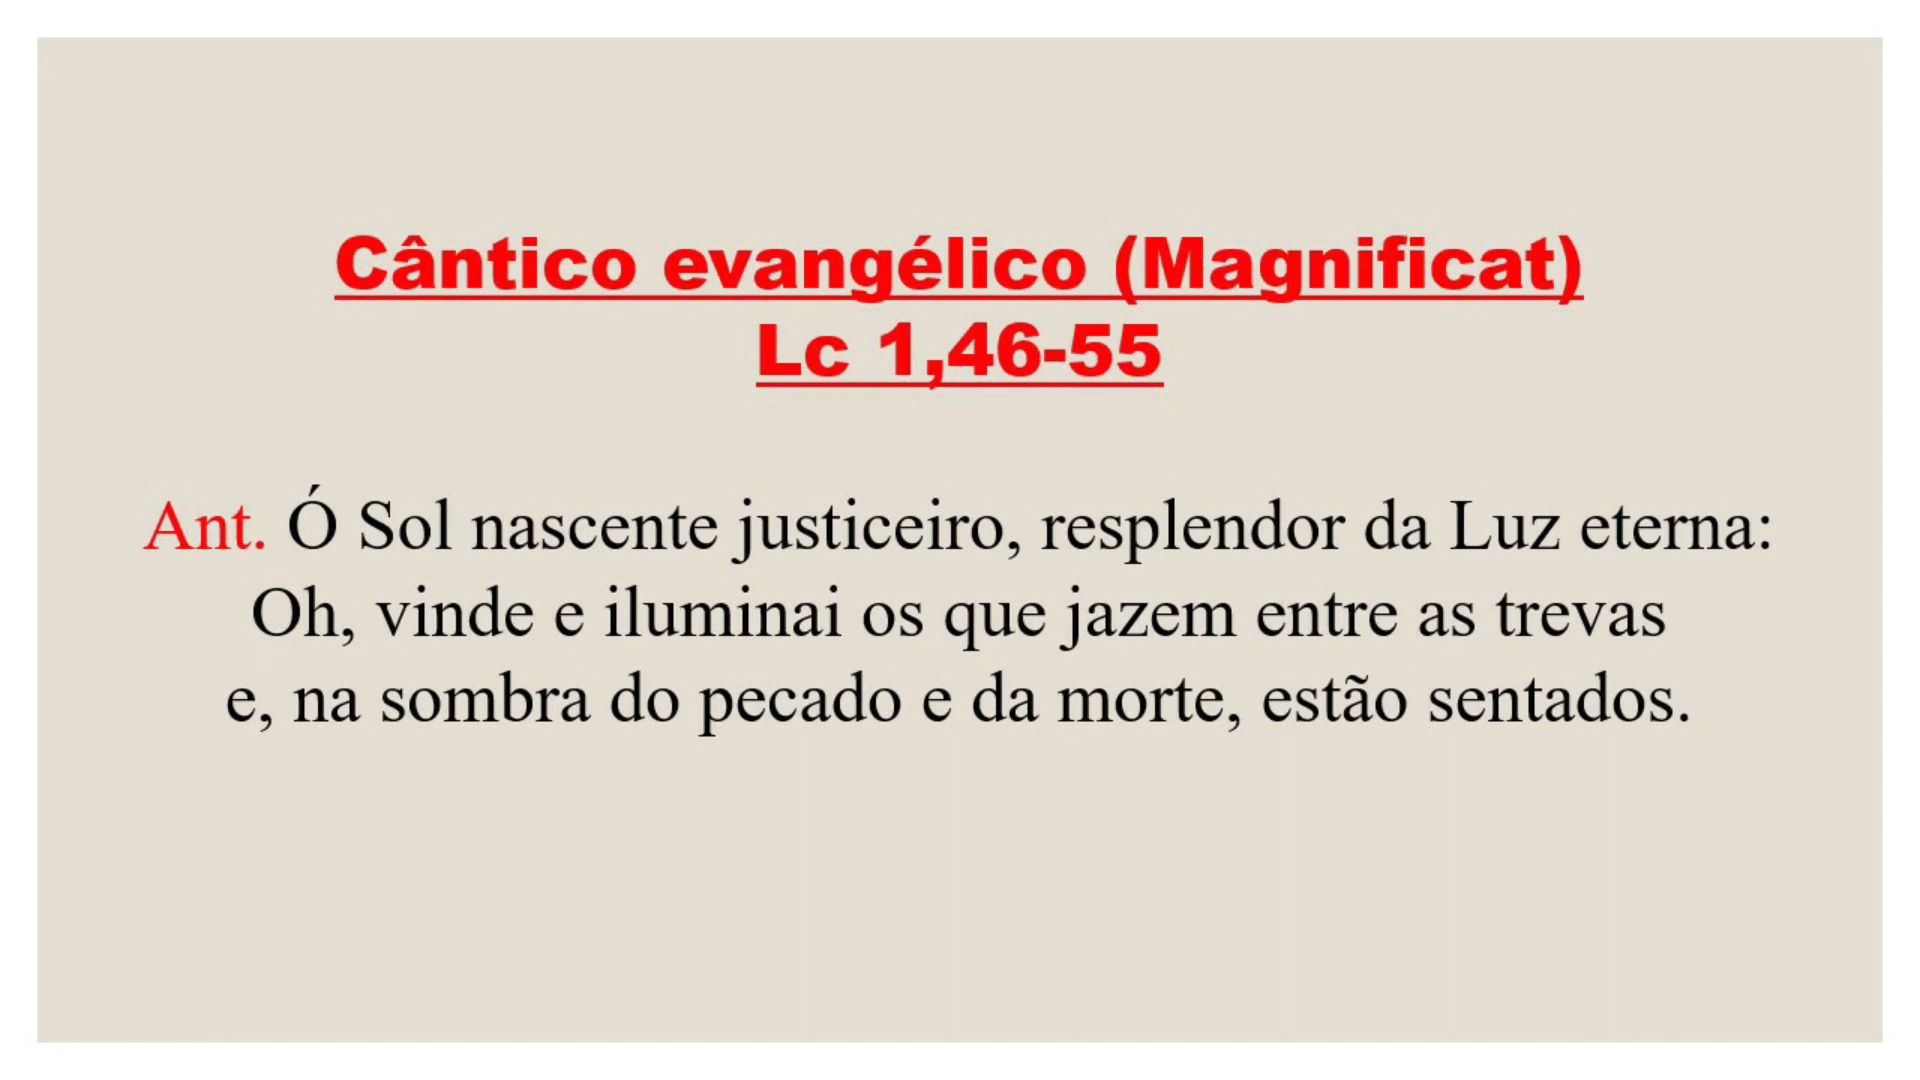 Cântico evangélico (Magnificat)
Lc 1,46-55
Ant. Ó Sol nascente justiceiro, resplendor da Luz eterna:
Oh, vinde e iluminai os que jazem entre as trevas
e, na sombra do pecado e da morte, estão sentados.